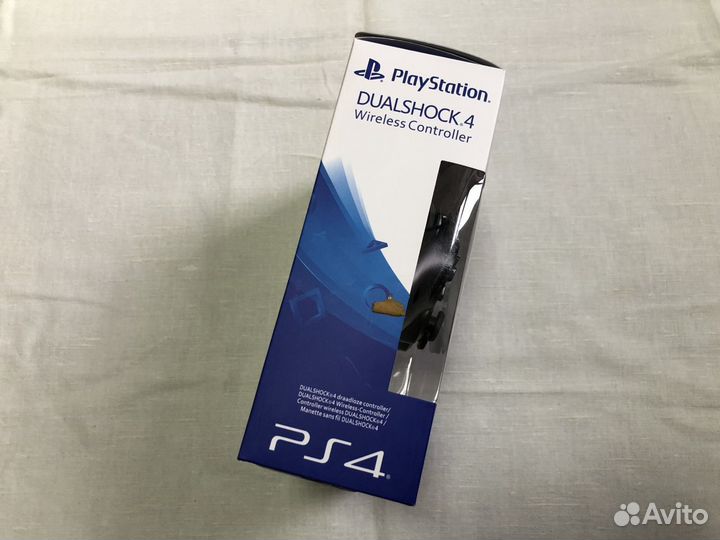 PlayStation.
DUALSHOCK®4
Wireless Controller
DUALSHOCK®4 draadloze controller/
DUALSHOCK®4 Wireless-Controller /
Controller wireless DUALSHOCK®4 /
Manette sans fil DUALSHOCK®4
PS4®
Avito